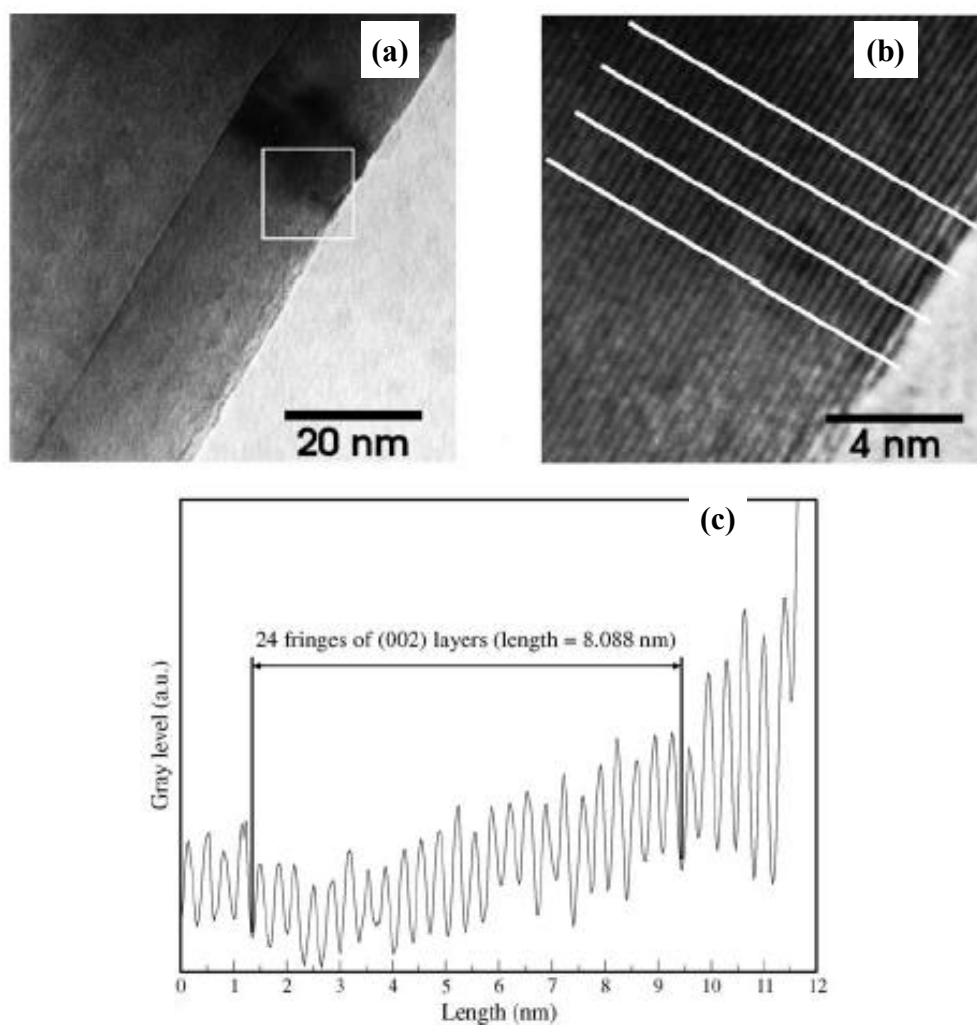 (a)
20 nm
(b)
4 nm
(c)
24 fringes of (002) layers (length = 8.088 nm)
Gray level (a.u.)
0 1 2 3 4 5 6 7 8 9 10 11 12
Length (nm)